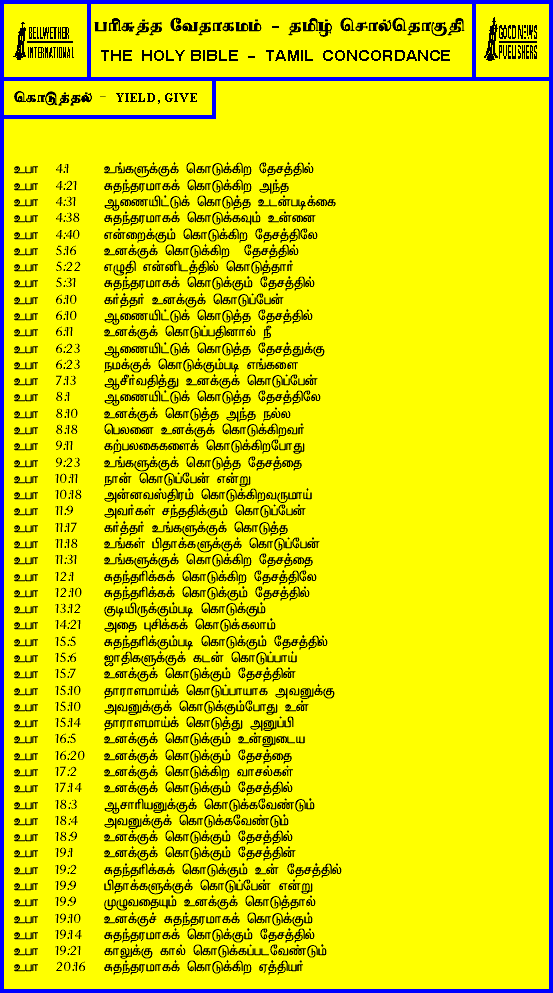 BELLWETHER INTERNATIONAL
பரிசுத்த வேதாகமம் - தமிழ் சொல்தொகுதி
THE HOLY BIBLE - TAMIL CONCORDANCE
GOOD NEWS PUBLISHERS
கொடுத்தல் - YIELD, GIVE
உபா 4:1 உங்களுக்குக் கொடுக்கிற தேசத்தில்
உபா 4:21 சுதந்தரமாகக் கொடுக்கிற அந்த
உபா 4:31 ஆணையிட்டுக் கொடுத்த உடன்படிக்கை
உபா 4:38 சுதந்தரமாகக் கொடுக்கவும் உன்னை
உபா 4:40 என்றைக்கும் கொடுக்கிற தேசத்திலே
உபா 5:16 உனக்குக் கொடுக்கிற தேசத்தில்
உபா 5:22 எழுதி என்னிடத்தில் கொடுத்தார்
உபா 5:31 சுதந்தரமாகக் கொடுக்கும் தேசத்தில்
உபா 6:10 கர்த்தர் உனக்குக் கொடுப்பேன்
உபா 6:10 ஆணையிட்டுக் கொடுத்த தேசத்தில்
உபா 6:11 உனக்குக் கொடுப்பதினால் நீ
உபா 6:23 ஆணையிட்டுக் கொடுத்த தேசத்துக்கு
உபா 6:23 நமக்குக் கொடுக்கும்படி எங்களை
உபா 7:13 ஆசீர்வதித்து உனக்குக் கொடுப்பேன்
உபா 8:1 ஆணையிட்டுக் கொடுத்த தேசத்திலே
உபா 8:10 உனக்குக் கொடுத்த அந்த நல்ல
உபா 8:18 பெலனை உனக்குக் கொடுக்கிறவர்
உபா 9:11 கற்பலகைகளைக் கொடுக்கிறபோது
உபா 9:23 உங்களுக்குக் கொடுத்த தேசத்தை
உபா 10:11 நான் கொடுப்பேன் என்று
உபா 10:18 அன்னவஸ்திரம் கொடுக்கிறவருமாய்
உபா 11:9 அவர்கள் சந்ததிக்கும் கொடுப்பேன்
உபா 11:17 கர்த்தர் உங்களுக்குக் கொடுத்த
உபா 11:18 உங்கள் பிதாக்களுக்குக் கொடுப்பேன்
உபா 11:31 உங்களுக்குக் கொடுக்கிற தேசத்தை
உபா 12:1 சுதந்தரிக்கக் கொடுக்கிற தேசத்திலே
உபா 12:10 சுதந்தரிக்கக் கொடுக்கும் தேசத்தில்
உபா 13:12 குடியிருக்கும்படி கொடுக்கும்
உபா 14:21 அதை புசிக்கக் கொடுக்கலாம்
உபா 15:5 சுதந்தரிக்கும்படி கொடுக்கும் தேசத்தில்
உபா 15:6 ஜாதிகளுக்குக் கடன் கொடுப்பாய்
உபா 15:7 உனக்குக் கொடுக்கும் தேசத்தின்
உபா 15:10 தாராளமாய்க் கொடுப்பாயாக அவனுக்கு
உபா 15:10 அவனுக்குக் கொடுக்கும்போது உன்
உபா 15:14 தாராளமாய்க் கொடுத்து அனுப்பி
உபா 16:5 உனக்குக் கொடுக்கும் உன்னுடைய
உபா 16:20 உனக்குக் கொடுக்கும் தேசத்தை
உபா 17:2 உனக்குக் கொடுக்கிற வாசல்கள்
உபா 17:14 உனக்குக் கொடுக்கும் தேசத்தில்
உபா 18:3 ஆசாரியனுக்குக் கொடுக்கவேண்டும்
உபா 18:4 அவனுக்குக் கொடுக்கவேண்டும்
உபா 18:9 உனக்குக் கொடுக்கும் தேசத்தில்
உபா 19:1 உனக்குக் கொடுக்கும் தேசத்தின்
உபா 19:2 சுதந்தரிக்கக் கொடுக்கும் உன் தேசத்தில்
உபா 19:9 பிதாக்களுக்குக் கொடுப்பேன் என்று
உபா 19:9 முழுவதையும் உனக்குக் கொடுத்தால்
உபா 19:10 உனக்குச் சுதந்தரமாகக் கொடுக்கும்
உபா 19:14 சுதந்தரமாகக் கொடுக்கும் தேசத்தில்
உபா 19:21 காலுக்கு கால் கொடுக்கப்படவேண்டும்
உபா 20:16 சுதந்தரமாகக் கொடுக்கிற ஏத்தியர்